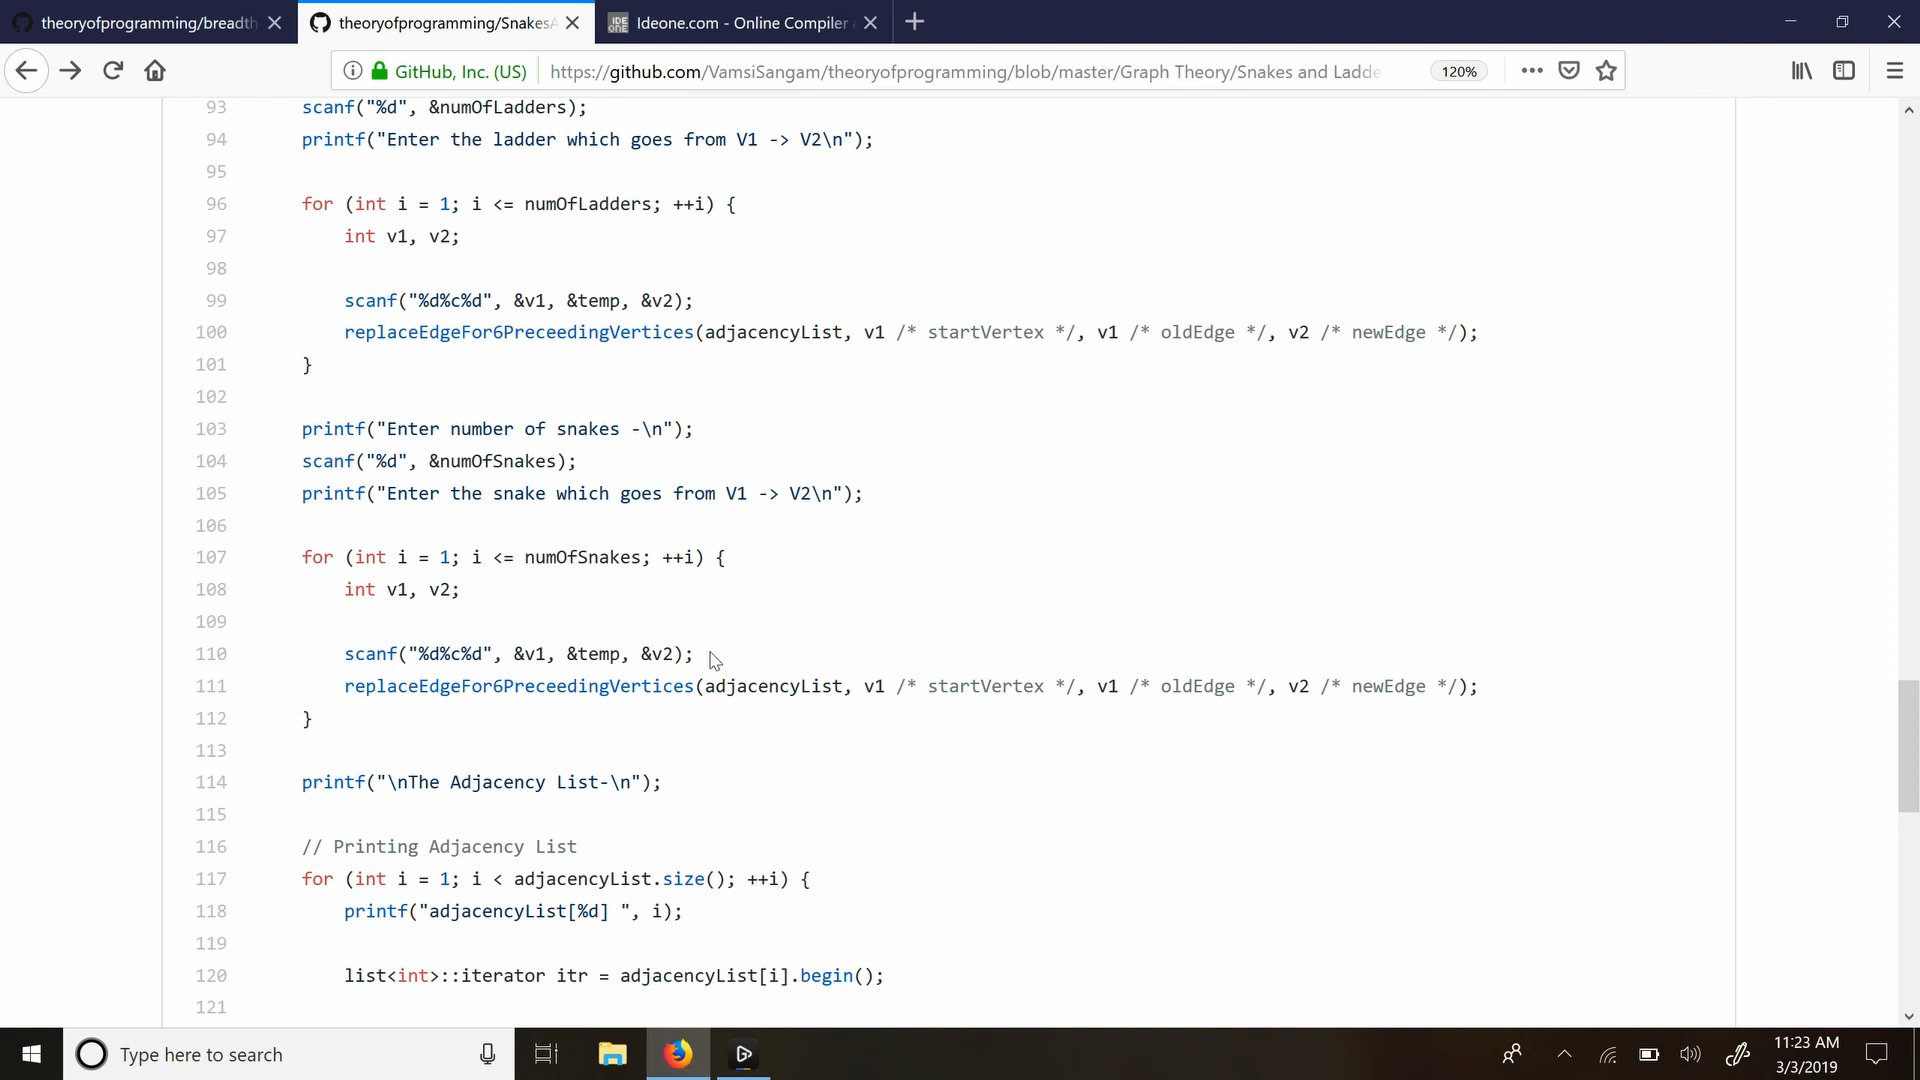 theoryofprogramming/breadth
theoryofprogramming/SnakesA
Ideone.com - Online Compiler
GitHub, Inc. (US)
https://github.com/VamsiSangam/theoryofprogramming/blob/master/Graph Theory/Snakes and Ladde
120%
93 scanf("%d", &numOfLadders);
94 printf("Enter the ladder which goes from V1 -> V2\n");
95
96 for (int i = 1; i <= numOfLadders; ++i) {
97 int v1, v2;
98
99 scanf("%d%c%d", &v1, &temp, &v2);
100 replaceEdgeFor6PreceedingVertices(adjacencyList, v1 /* startVertex */, v1 /* oldEdge */, v2 /* newEdge */);
101 }
102
103 printf("Enter number of snakes -\n");
104 scanf("%d", &numOfSnakes);
105 printf("Enter the snake which goes from V1 -> V2\n");
106
107 for (int i = 1; i <= numOfSnakes; ++i) {
108 int v1, v2;
109
110 scanf("%d%c%d", &v1, &temp, &v2);
111 replaceEdgeFor6PreceedingVertices(adjacencyList, v1 /* startVertex */, v1 /* oldEdge */, v2 /* newEdge */);
112 }
113
114 printf("\nThe Adjacency List-\n");
115
116 // Printing Adjacency List
117 for (int i = 1; i < adjacencyList.size(); ++i) {
118 printf("adjacencyList[%d] ", i);
119
120 list<int>::iterator itr = adjacencyList[i].begin();
121
Type here to search
11:23 AM
3/3/2019